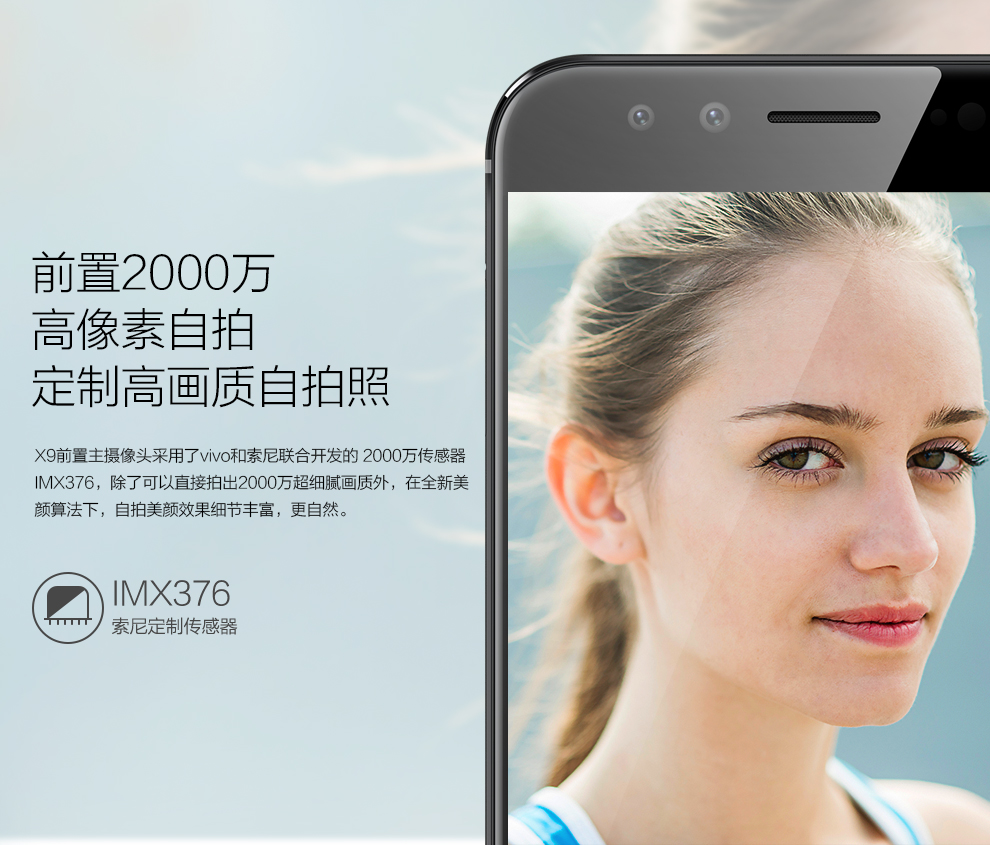 前置2000万
高像素自拍
定制高画质自拍照
X9前置主摄像头采用了vivo和索尼联合开发的 2000万传感器
IMX376，除了可以直接拍出2000万超细腻画质外，在全新美
颜算法下，自拍美颜效果细节丰富，更自然。
IMX376
索尼定制传感器